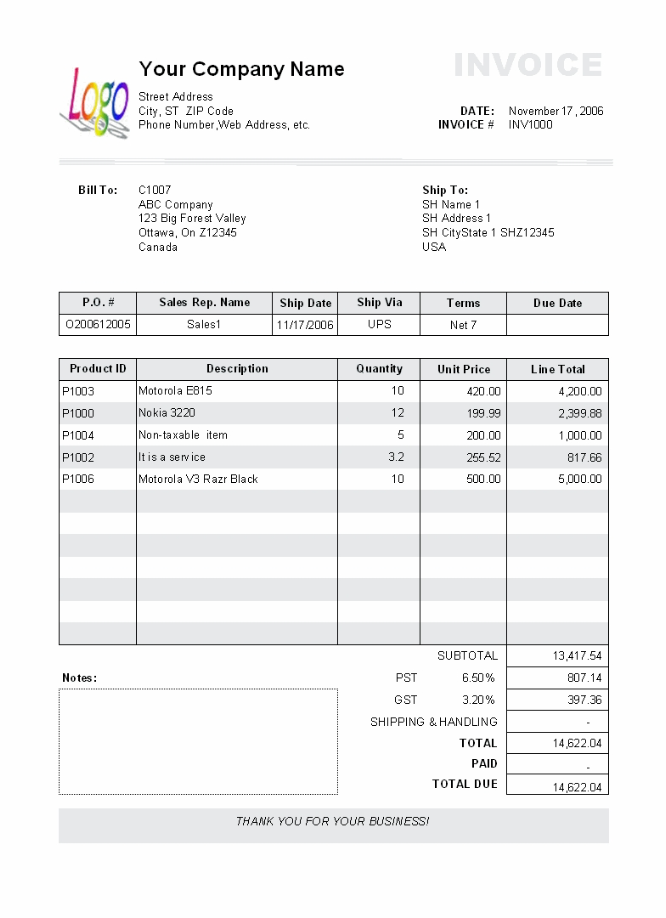 INVOICE
Logo
Your Company Name
Street Address
City, ST ZIP Code
Phone Number,Web Address, etc.
DATE: November 17, 2006
INVOICE # INV1000
Bill To: C1007
ABC Company
123 Big Forest Valley
Ottawa, On Z12345
Canada
Ship To:
SH Name 1
SH Address 1
SH CityState 1 SHZ12345
USA
P.O. # Sales Rep. Name Ship Date Ship Via Terms Due Date
O200612005 Sales1 11/17/2006 UPS Net 7
Product ID Description Quantity Unit Price Line Total
P1003 Motorola E815 10 420.00 4,200.00
P1000 Nokia 3220 12 199.99 2,399.88
P1004 Non-taxable item 5 200.00 1,000.00
P1002 It is a service 3.2 255.52 817.66
P1006 Motorola V3 Razr Black 10 500.00 5,000.00
SUBTOTAL 13,417.54
Notes: PST 6.50% 807.14
GST 3.20% 397.36
SHIPPING & HANDLING -
TOTAL 14,622.04
PAID -
TOTAL DUE 14,622.04
THANK YOU FOR YOUR BUSINESS!